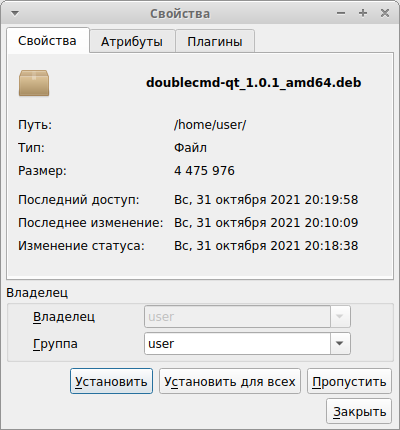 Свойства
Свойства Атрибуты Плагины
doublecmd-qt_1.0.1_amd64.deb
Путь: /home/user/
Тип: Файл
Размер: 4 475 976
Последний доступ: Вс, 31 октября 2021 20:19:58
Последнее изменение: Вс, 31 октября 2021 20:10:09
Изменение статуса: Вс, 31 октября 2021 20:18:38
Владелец
Владелец user
Группа user
Установить Установить для всех Пропустить
Закрыть